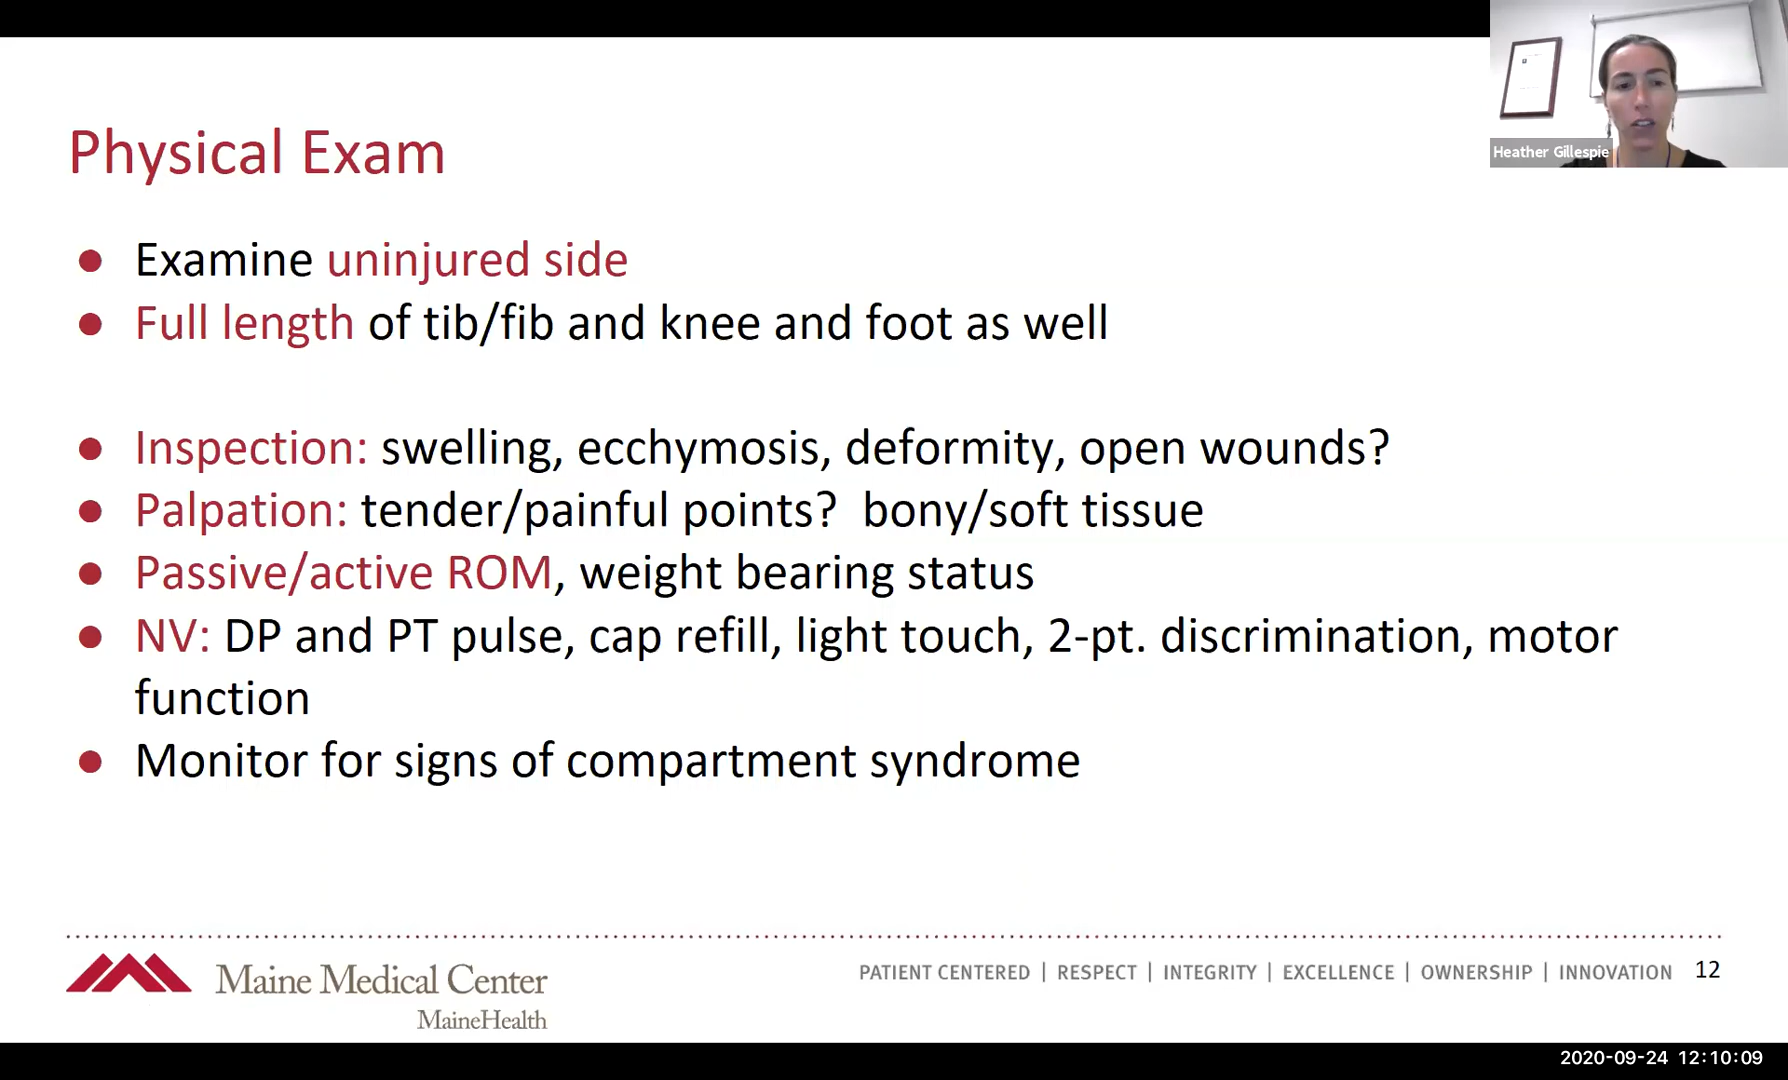 Heather Gillespie
Physical Exam
● Examine uninjured side
● Full length of tib/fib and knee and foot as well
● Inspection: swelling, ecchymosis, deformity, open wounds?
● Palpation: tender/painful points?  bony/soft tissue
● Passive/active ROM, weight bearing status
● NV: DP and PT pulse, cap refill, light touch, 2-pt. discrimination, motor
function
● Monitor for signs of compartment syndrome
Maine Medical Center
MaineHealth
PATIENT CENTERED | RESPECT | INTEGRITY | EXCELLENCE | OWNERSHIP | INNOVATION 12
2020-09-24 12:10:09